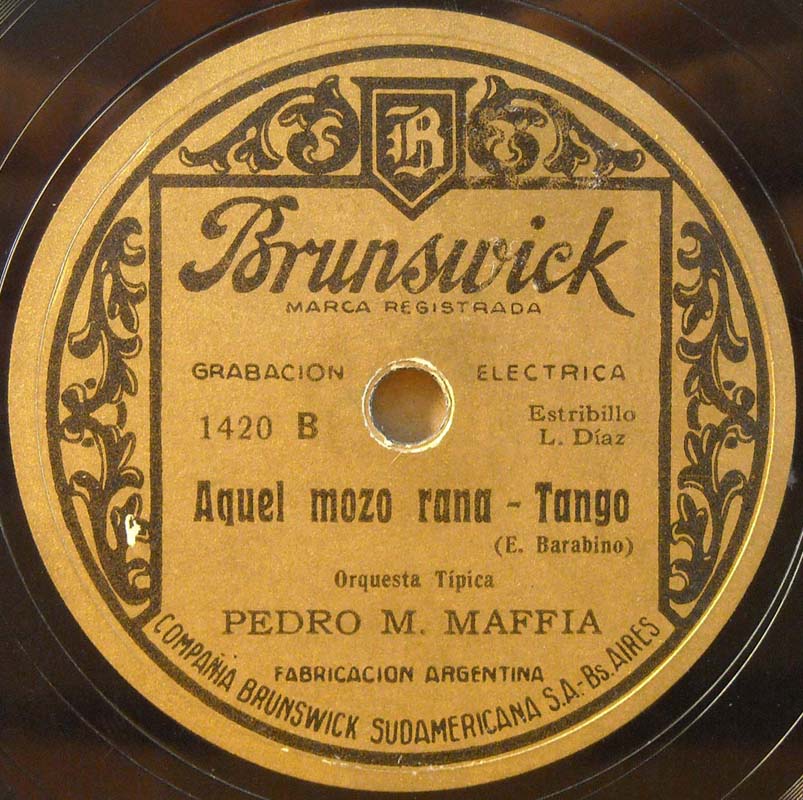 B
Brunswick
MARCA REGISTRADA
GRABACION ELECTRICA
1420 B
Estribillo
L. Díaz
Aquel mozo rana - Tango
(E. Barabino)
Orquesta Típica
PEDRO M. MAFFIA
FABRICACION ARGENTINA
COMPAÑIA BRUNSWICK SUDAMERICANA S.A.-Bs. AIRES